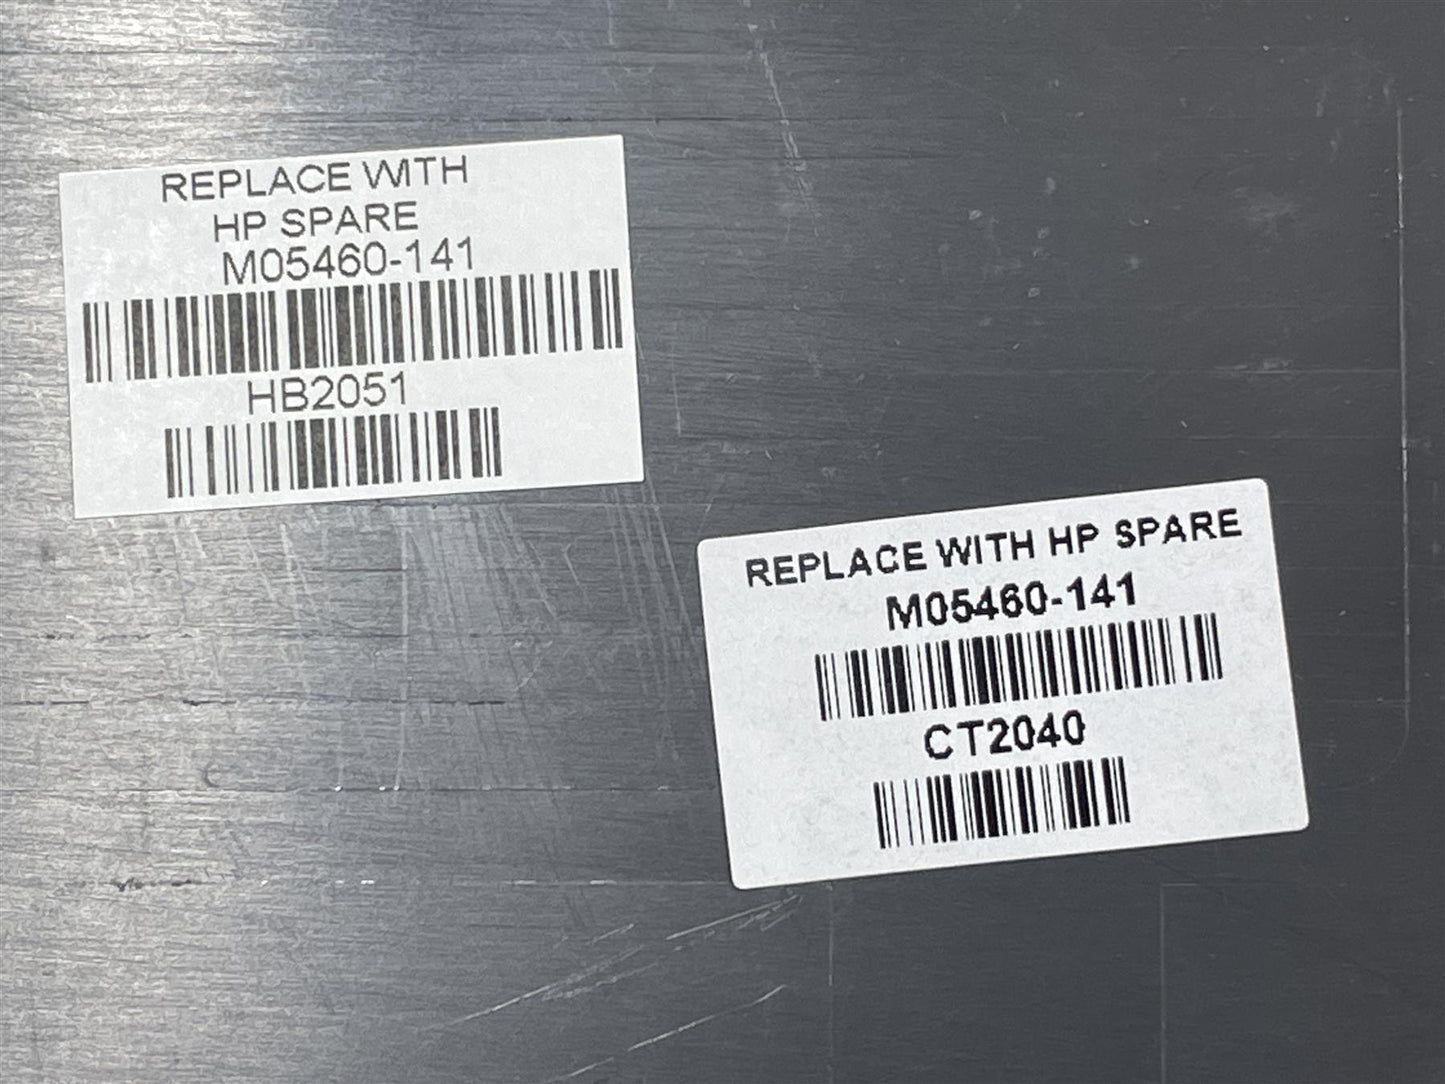 REPLACE WITH
HP SPARE
M05460-141
HB2051
REPLACE WITH HP SPARE
M05460-141
CT2040